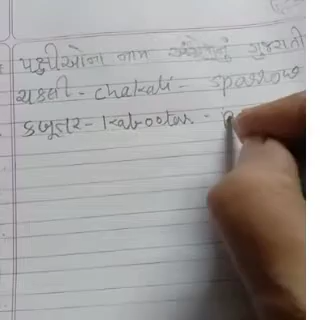 પક્ષીઓના નામ ગુજરાતી
ચકલી - chakali - sparrow
કબૂતર - kabootar -